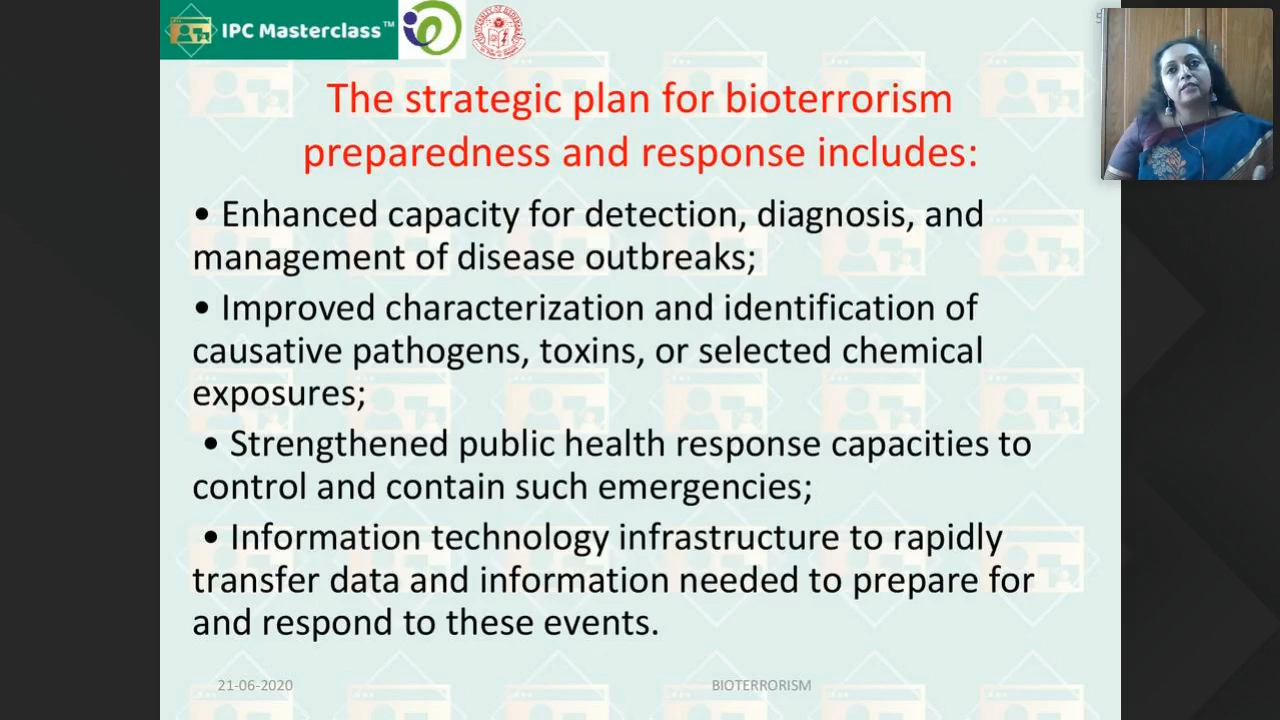 IPC Masterclass™
5
The strategic plan for bioterrorism
preparedness and response includes:
• Enhanced capacity for detection, diagnosis, and
management of disease outbreaks;
• Improved characterization and identification of
causative pathogens, toxins, or selected chemical
exposures;
• Strengthened public health response capacities to
control and contain such emergencies;
• Information technology infrastructure to rapidly
transfer data and information needed to prepare for
and respond to these events.
21-06-2020 BIOTERRORISM